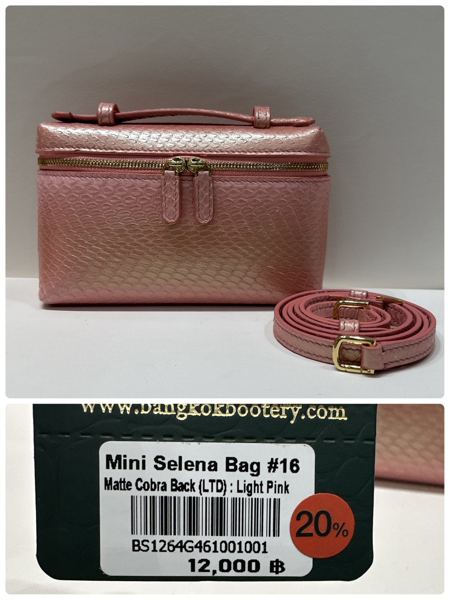 www.bangkokbootery.com
Mini Selena Bag #16
Matte Cobra Back (LTD) : Light Pink
20%
BS1264G461001001
12,000 ฿